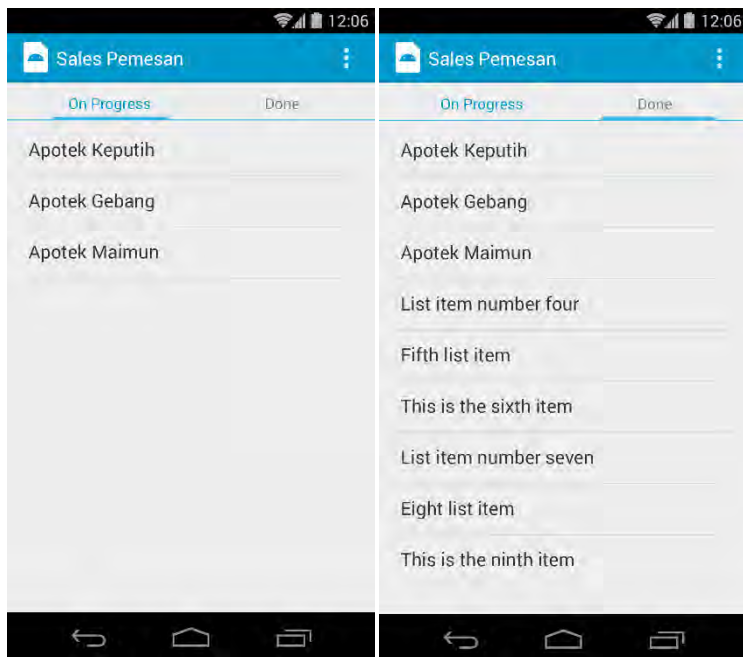 12:06
Sales Pemesan
On Progress Done
Apotek Keputih
Apotek Gebang
Apotek Maimun
12:06
Sales Pemesan
On Progress Done
Apotek Keputih
Apotek Gebang
Apotek Maimun
List item number four
Fifth list item
This is the sixth item
List item number seven
Eight list item
This is the ninth item